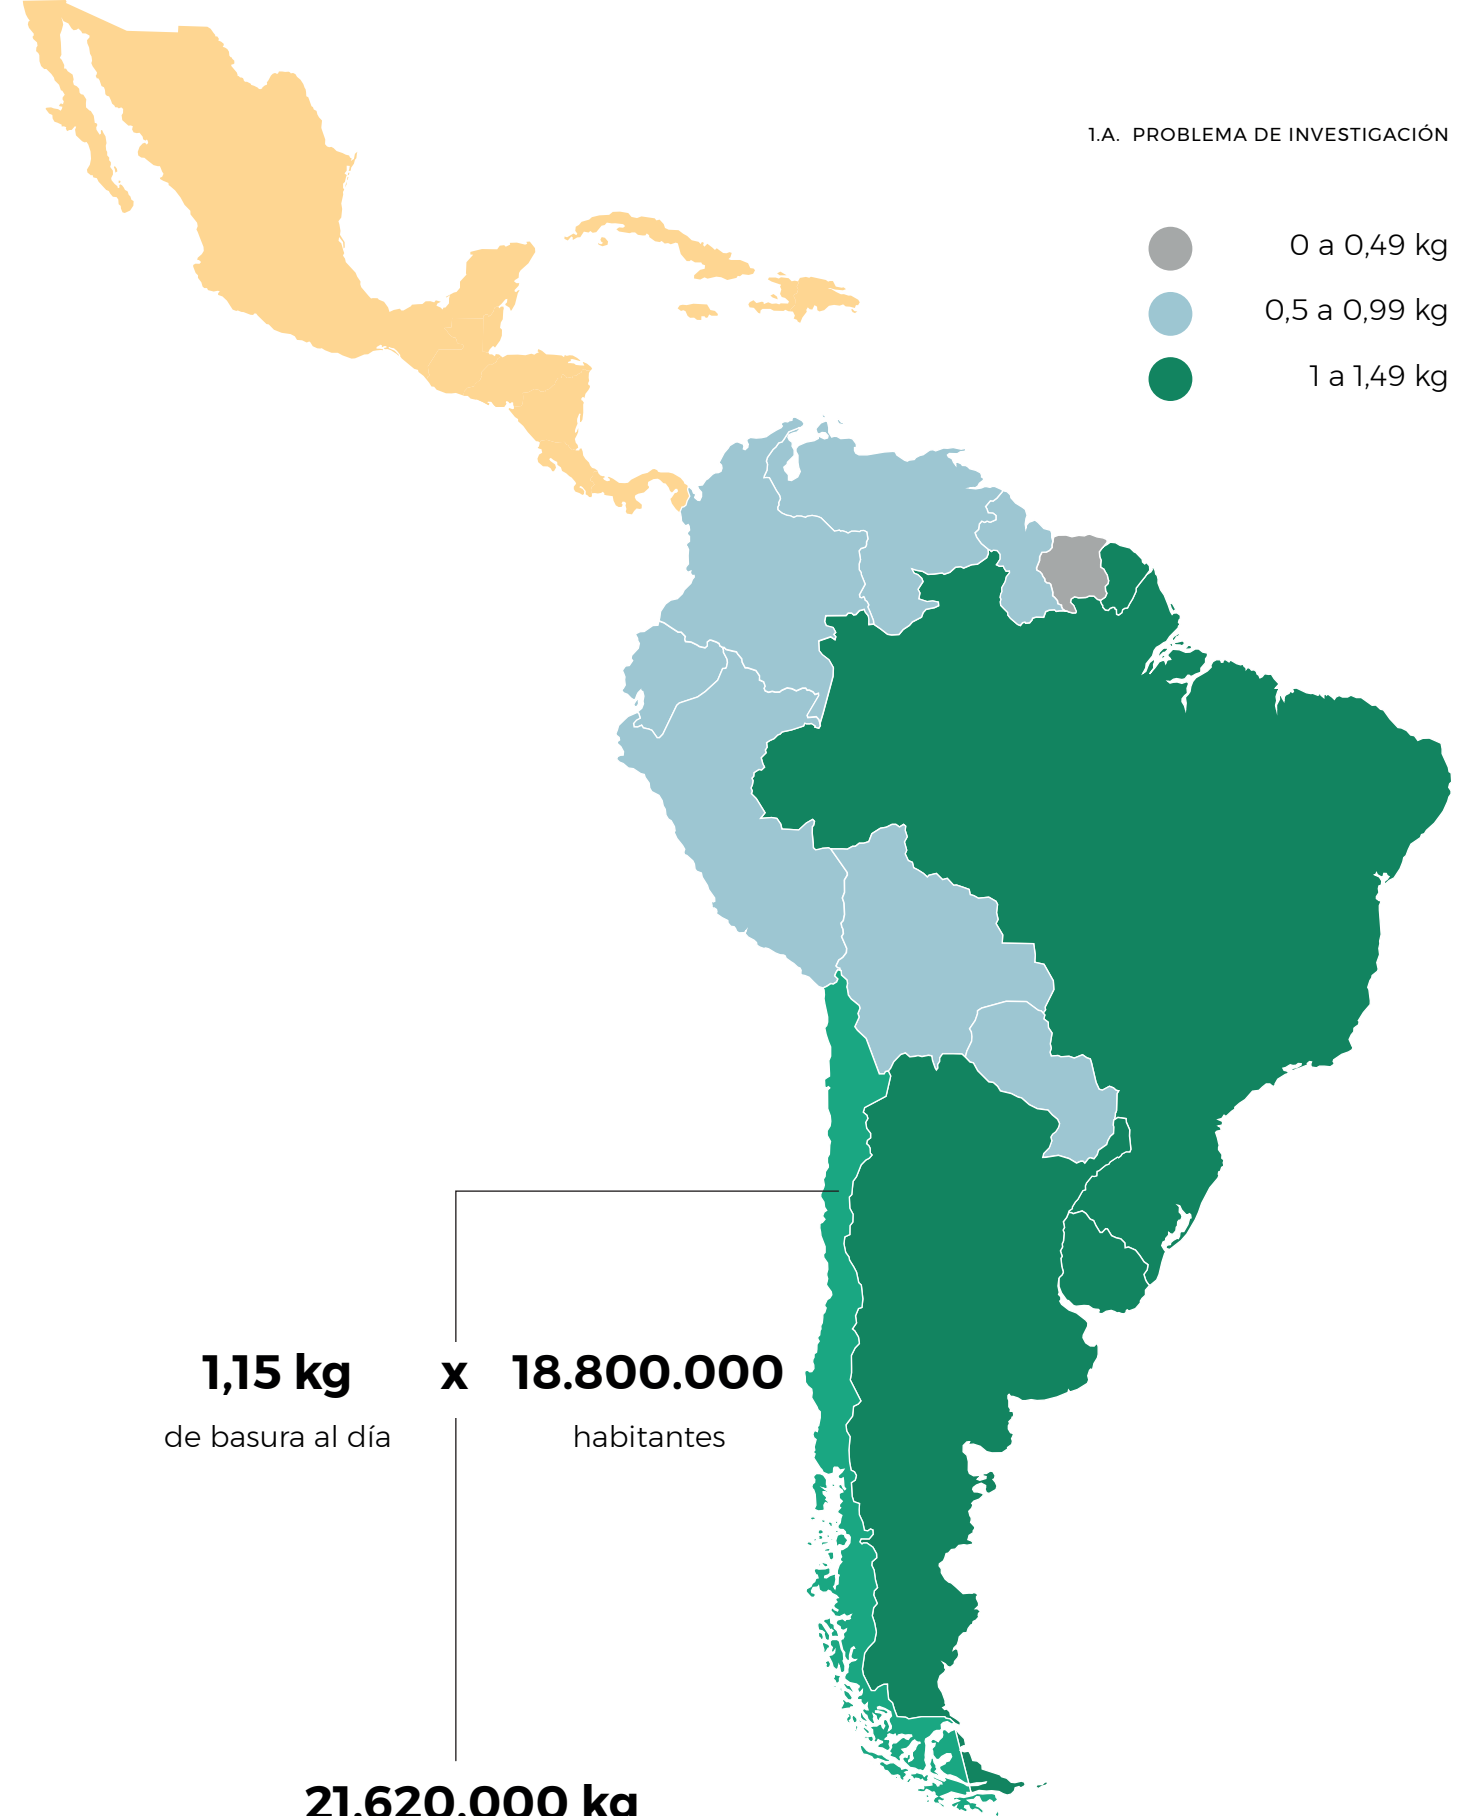 1.A. PROBLEMA DE INVESTIGACIÓN
0 a 0,49 kg
0,5 a 0,99 kg
1 a 1,49 kg
1,15 kg x 18.800.000
de basura al día habitantes
21.620.000 kg